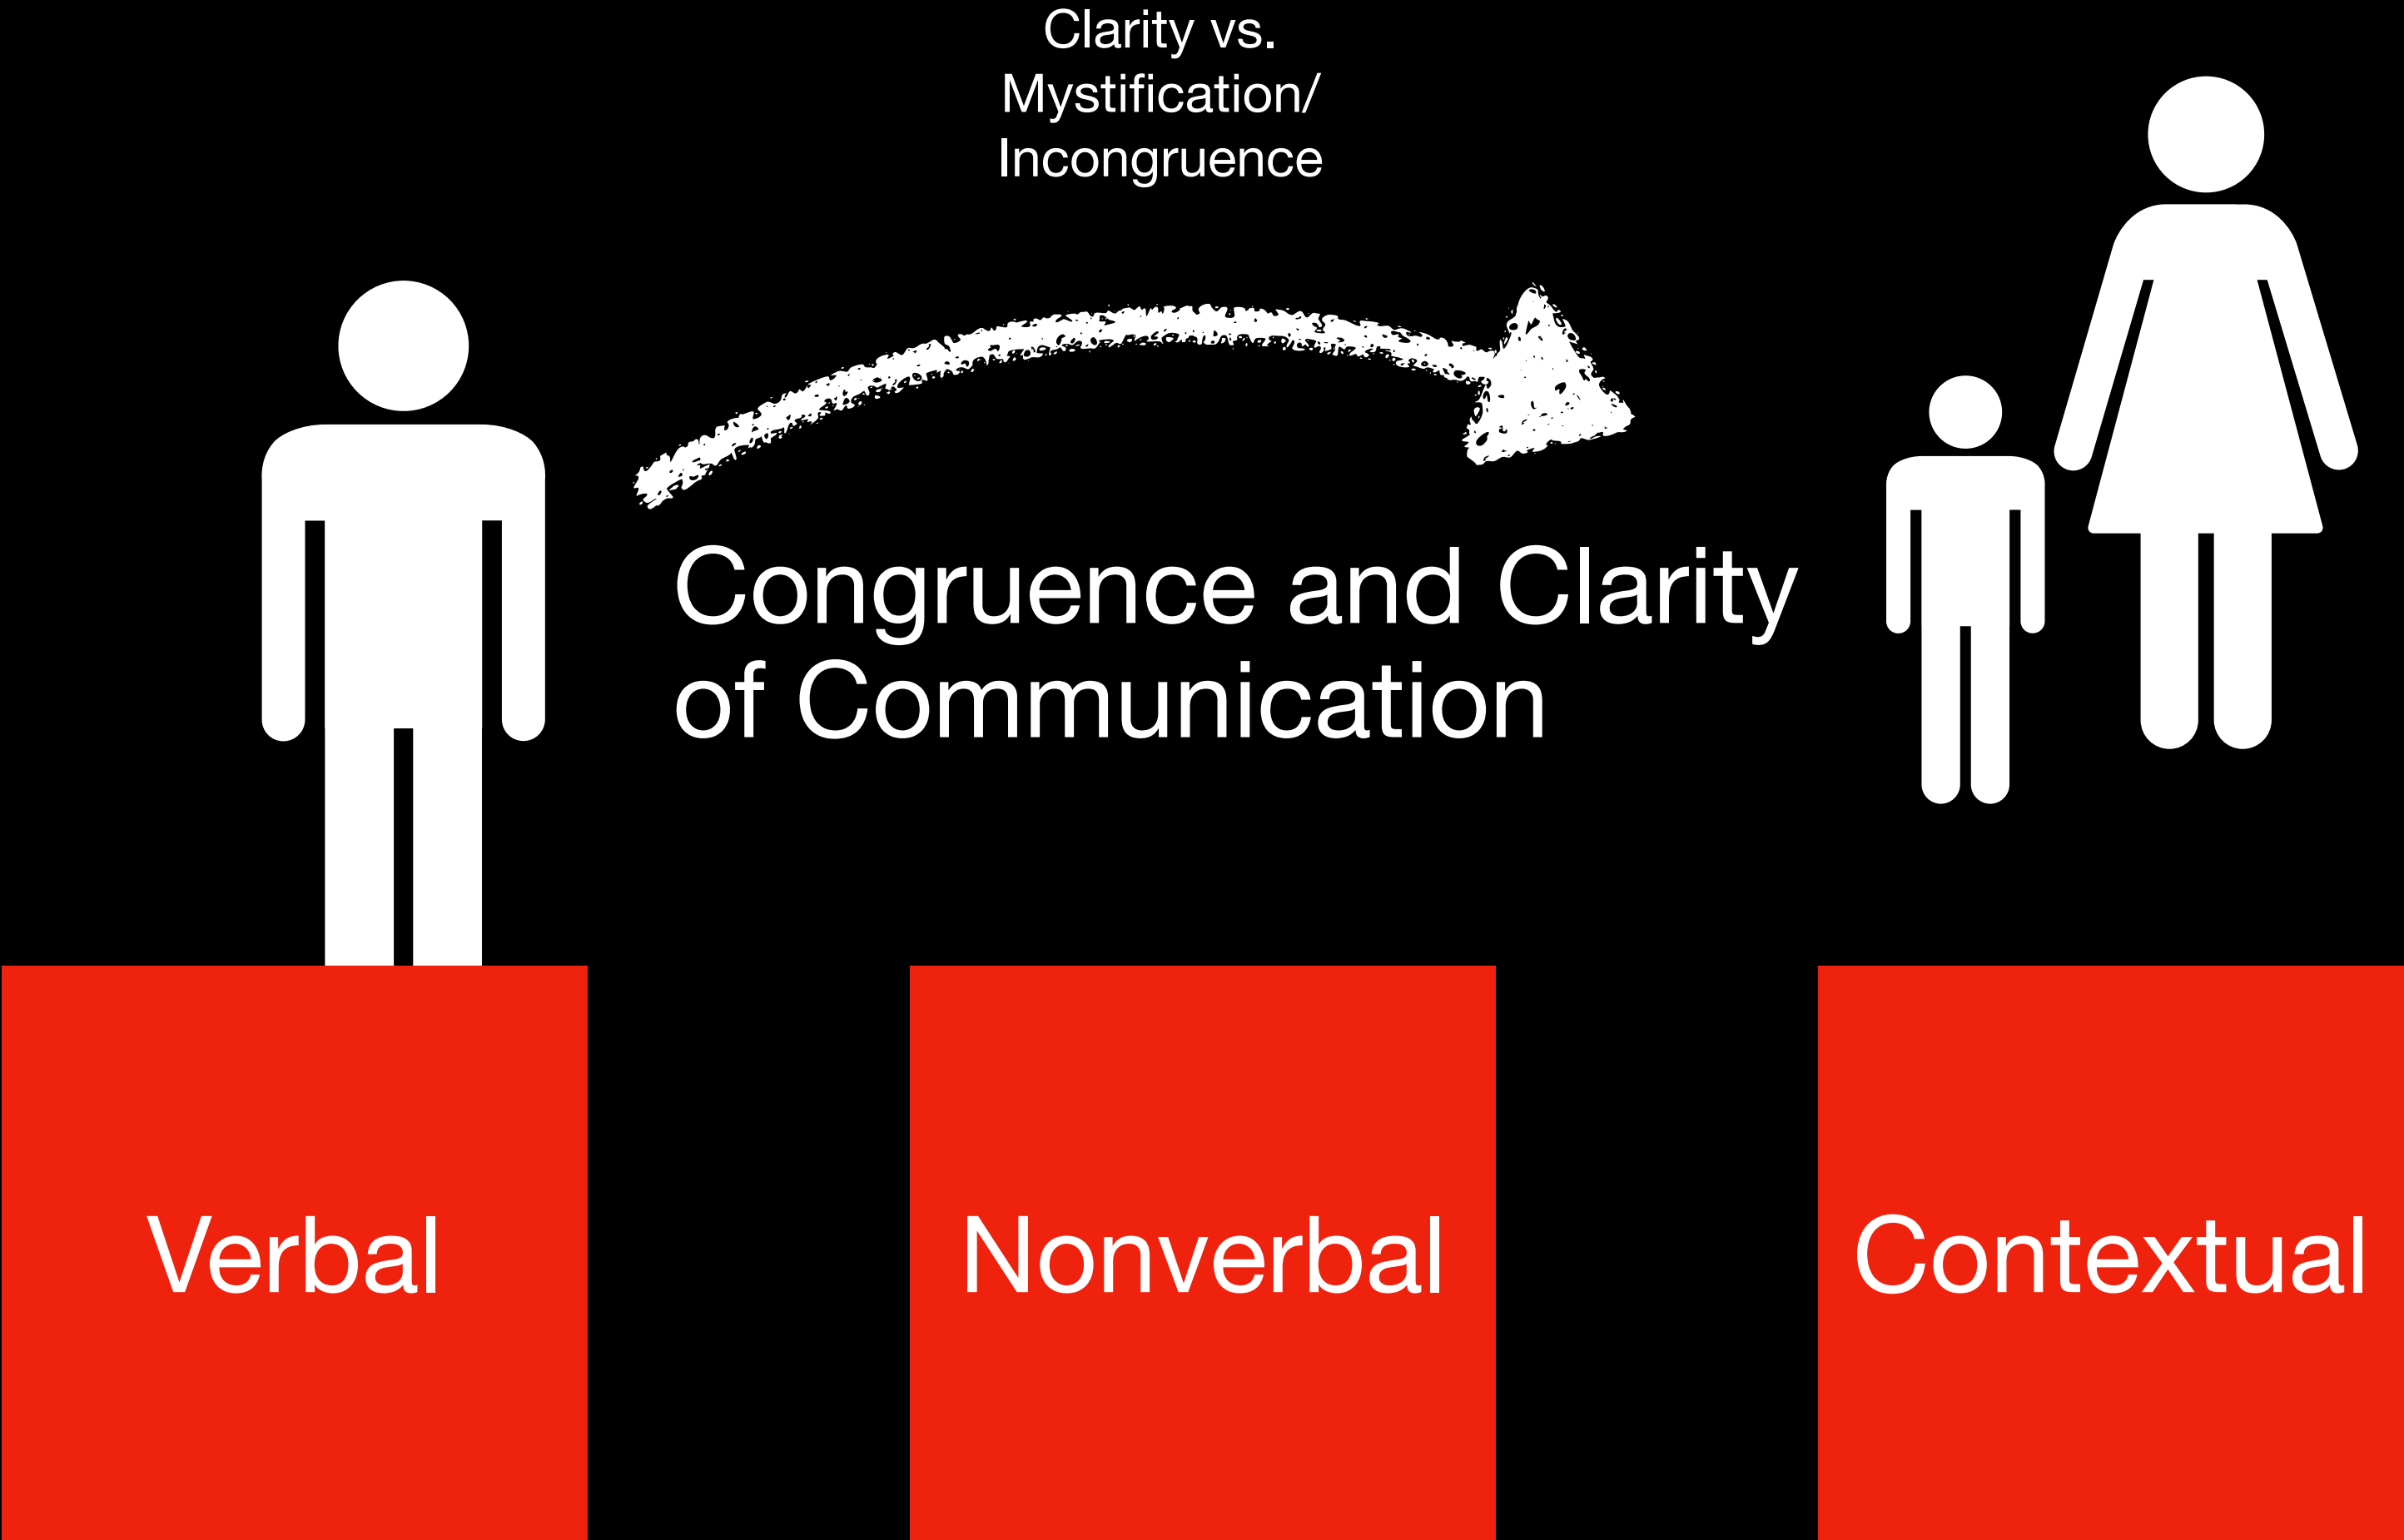 Clarity vs.
Mystification/
Incongruence
Congruence and Clarity
of Communication
Verbal
Nonverbal
Contextual